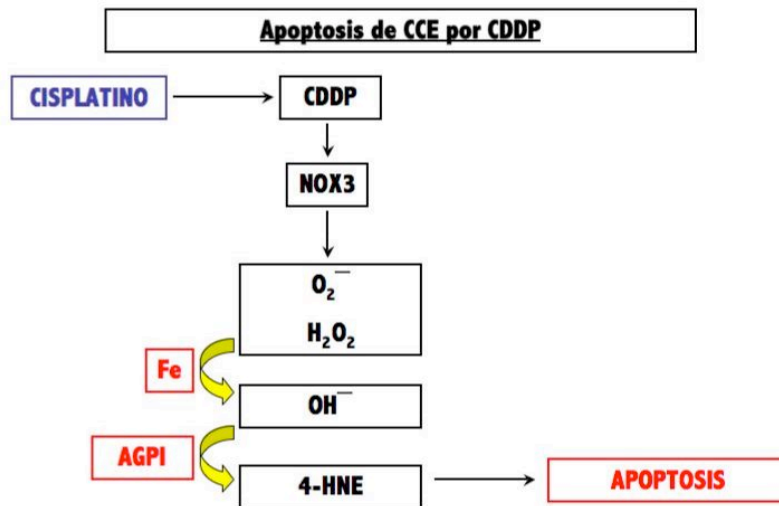 Apoptosis de CCE por CDDP
CISPLATINO
CDDP
NOX3
O₂⁻
H₂O₂
Fe
OH⁻
AGPI
4-HNE
APOPTOSIS